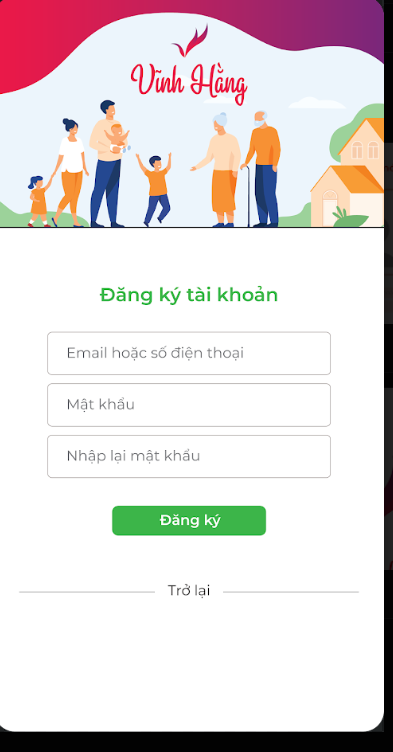 Vĩnh Hằng
Đăng ký tài khoản
Email hoặc số điện thoại
Mật khẩu
Nhập lại mật khẩu
Đăng ký
Trở lại